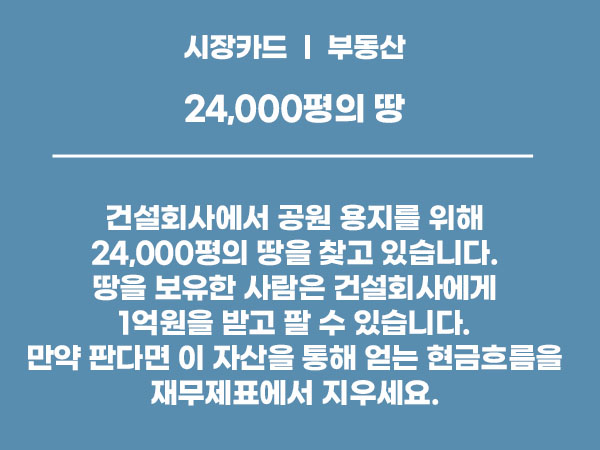 시장카드 ㅣ 부동산
24,000평의 땅
건설회사에서 공원 용지를 위해
24,000평의 땅을 찾고 있습니다.
땅을 보유한 사람은 건설회사에게
1억원을 받고 팔 수 있습니다.
만약 판다면 이 자산을 통해 얻는 현금흐름을
재무제표에서 지우세요.